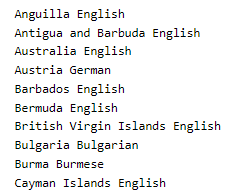 Anguilla English
Antigua and Barbuda English
Australia English
Austria German
Barbados English
Bermuda English
British Virgin Islands English
Bulgaria Bulgarian
Burma Burmese
Cayman Islands English